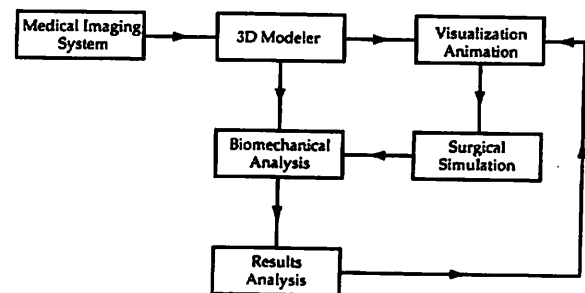 Medical Imaging
System
3D Modeler
Visualization
Animation
Biomechanical
Analysis
Surgical
Simulation
Results
Analysis